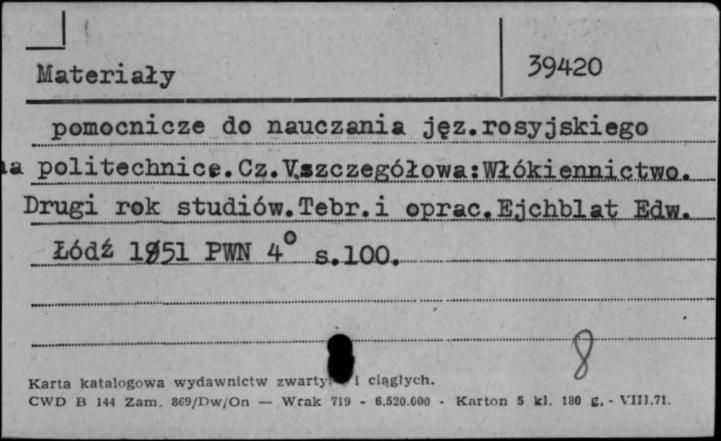 Materiały
39420
pomocnicze do nauczania jęz.rosyjskiego
na politechnice.Cz.V.szczegółowa:Włókiennictwo.
Drugi rok studiów.Tebr.i oprac.Ejchblat Edw.
Łódź 1951 PWN 4° s.100.
8
Karta katalogowa wydawnictw zwarty i ciągłych.
CWD B 144 Zam. 869/Dw/On — Wrak 719 - 6.520.000 - Karton 5 kl. 180 g. - VIII.71.